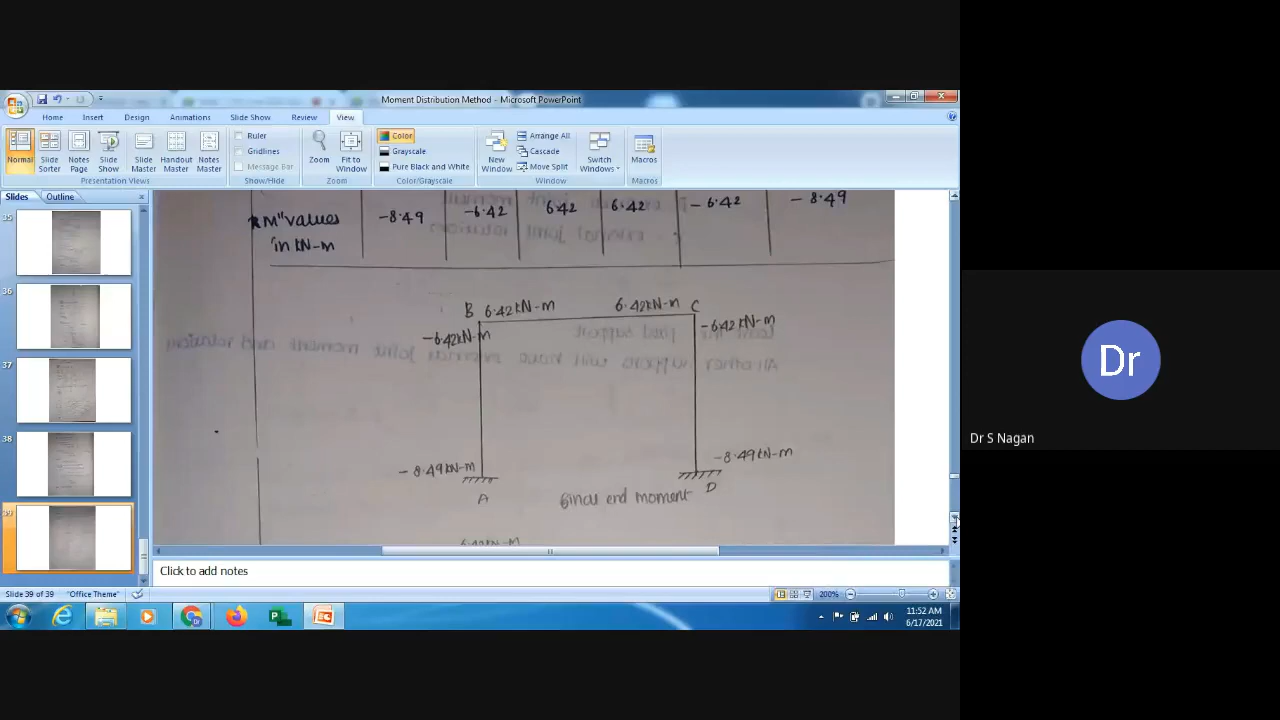 Moment Distribution Method - Microsoft PowerPoint
Home Insert Design Animations Slide Show Review View
Normal Slide Sorter Notes Page Slide Show Slide Master Handout Master Notes Master
Presentation Views
Ruler
Gridlines
Message Bar
Show/Hide
Zoom Fit to Window
Zoom
Color
Grayscale
Pure Black and White
Color/Grayscale
New Window
Arrange All
Cascade
Move Split
Switch Windows
Window
Macros
Macros
Slides Outline
35
36
37
38
39
M" values -8.49 -6.42 6.42 6.42 -6.42 -8.49
in kN-m
B 6.42 kN-m 6.42 kN-m C
-6.42 kN-m -6.42 kN-m
-8.49 kN-m -8.49 kN-m
A D
final end moment
6.42 kN-M
Click to add notes
Slide 39 of 39 "Office Theme" 200%
11:52 AM
6/17/2021
Dr
Dr S Nagan